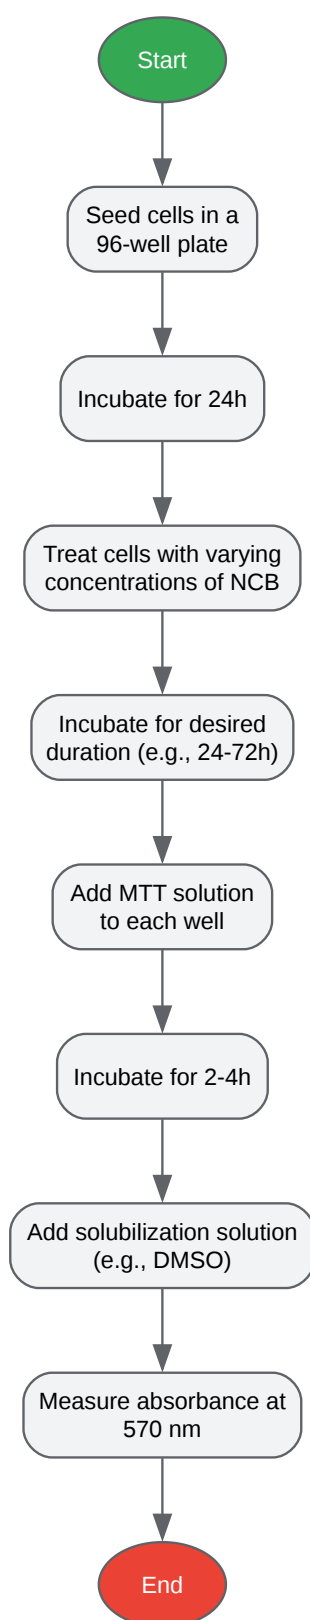 Start
Seed cells in a
96-well plate
Incubate for 24h
Treat cells with varying
concentrations of NCB
Incubate for desired
duration (e.g., 24-72h)
Add MTT solution
to each well
Incubate for 2-4h
Add solubilization solution
(e.g., DMSO)
Measure absorbance at
570 nm
End